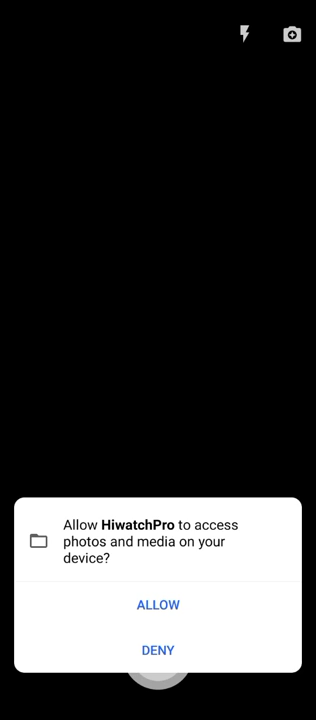 Allow HiwatchPro to access
photos and media on your
device?
ALLOW
DENY